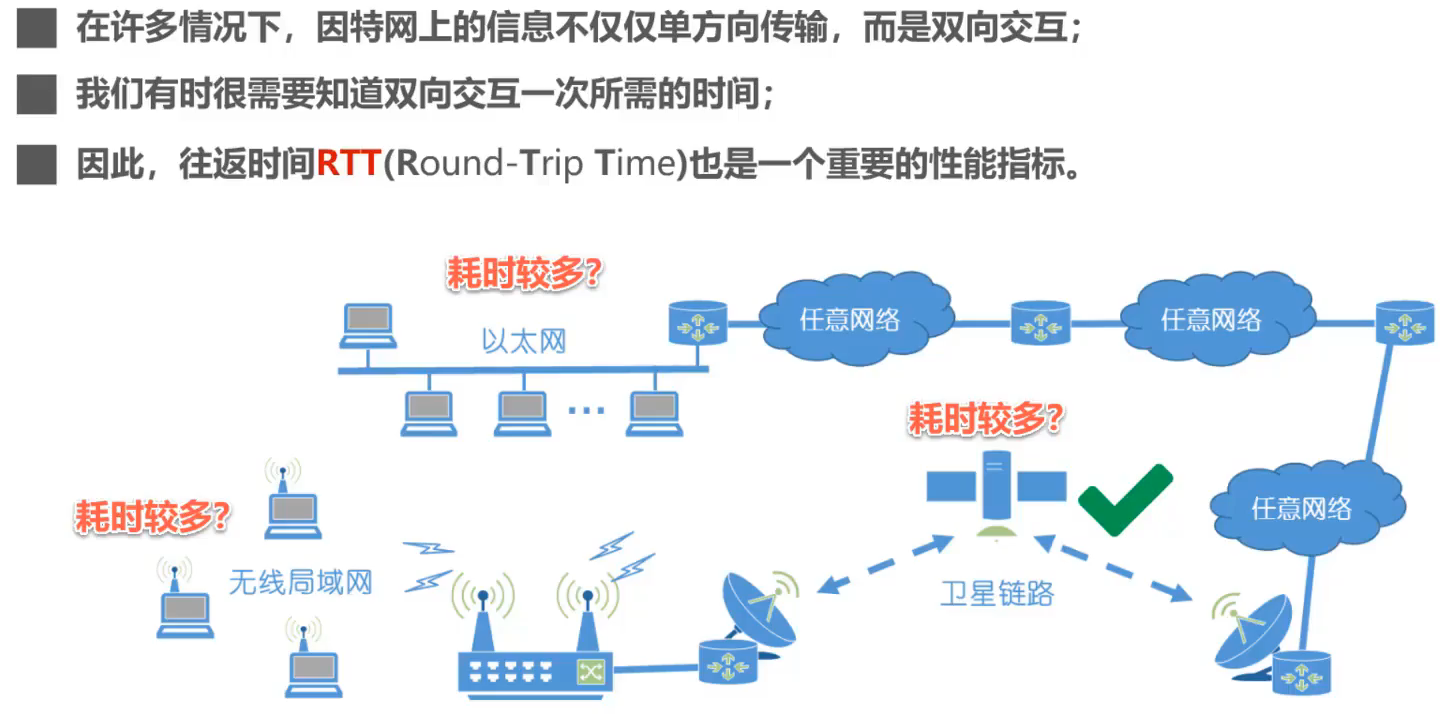 在许多情况下，因特网上的信息不仅仅单方向传输，而是双向交互；
我们有时很需要知道双向交互一次所需的时间；
因此，往返时间RTT(Round-Trip Time)也是一个重要的性能指标。
耗时较多？
以太网
任意网络
任意网络
耗时较多？
耗时较多？
任意网络
无线局域网
卫星链路